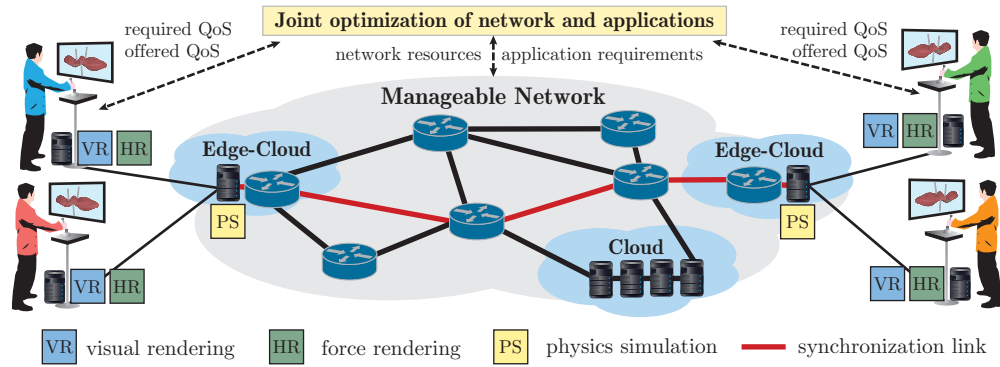 Joint optimization of network and applications
required QoS
offered QoS
network resources
application requirements
required QoS
offered QoS
Manageable Network
VR
HR
VR
HR
Edge-Cloud
Edge-Cloud
PS
PS
Cloud
VR
HR
VR
HR
VR visual rendering
HR force rendering
PS physics simulation
synchronization link